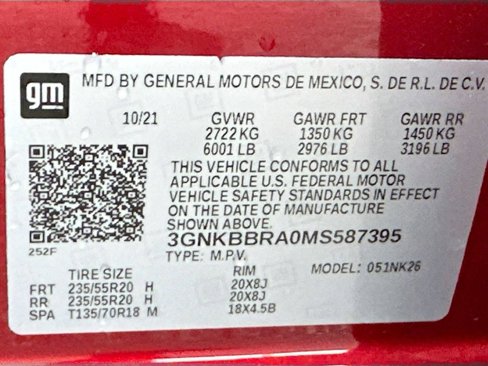 gm
MFD BY GENERAL MOTORS DE MEXICO, S. DE R.L. DE C.V.
10/21 GVWR GAWR FRT GAWR RR
2722 KG 1350 KG 1450 KG
6001 LB 2976 LB 3196 LB
THIS VEHICLE CONFORMS TO ALL
APPLICABLE U.S. FEDERAL MOTOR
VEHICLE SAFETY STANDARDS IN EFFECT
ON THE DATE OF MANUFACTURE
SHOWN ABOVE.
3GNKBBRA0MS587395
252F TYPE: M.P.V. MODEL: 051NK26
TIRE SIZE RIM
FRT 235/55R20 H 20X8J
RR 235/55R20 H 20X8J
SPA T135/70R18 M 18X4.5B